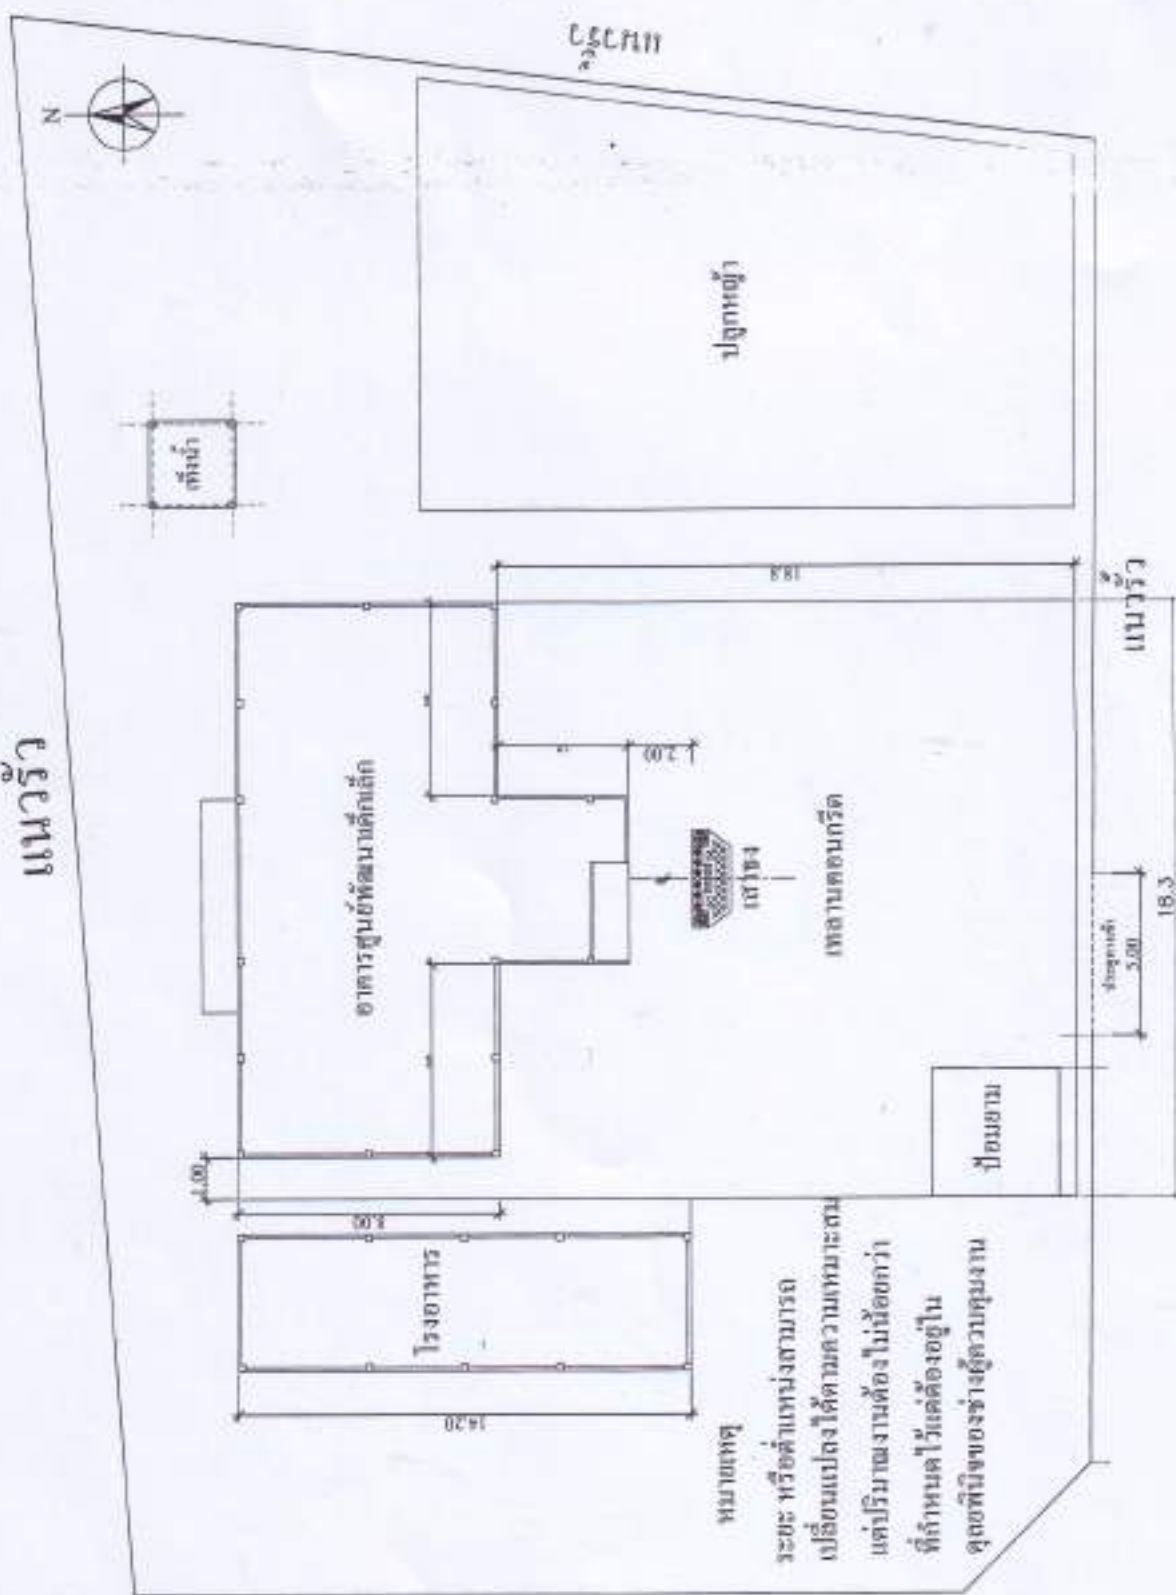 แนวรั้ว
N
ปลูกหญ้า
ถังน้ำ
18.3
แนวรั้ว
แนวรั้ว
อาคารศูนย์พัฒนาเด็กเล็ก
2.00
เสาธง
เทลานคอนกรีต
18.3
ประตูทางเข้า
5.00
ป้อมยาม
1.00
8.00
โรงอาหาร
14.20
หมายเหตุ
ระยะ หรือตำแหน่งสามารถ
เปลี่ยนแปลงได้ตามความเหมาะสม
แต่ปริมาณงานต้องไม่น้อยกว่า
ที่กำหนดไว้แต่ต้องอยู่ใน
ดุลยพินิจของช่างผู้ควบคุมงาน